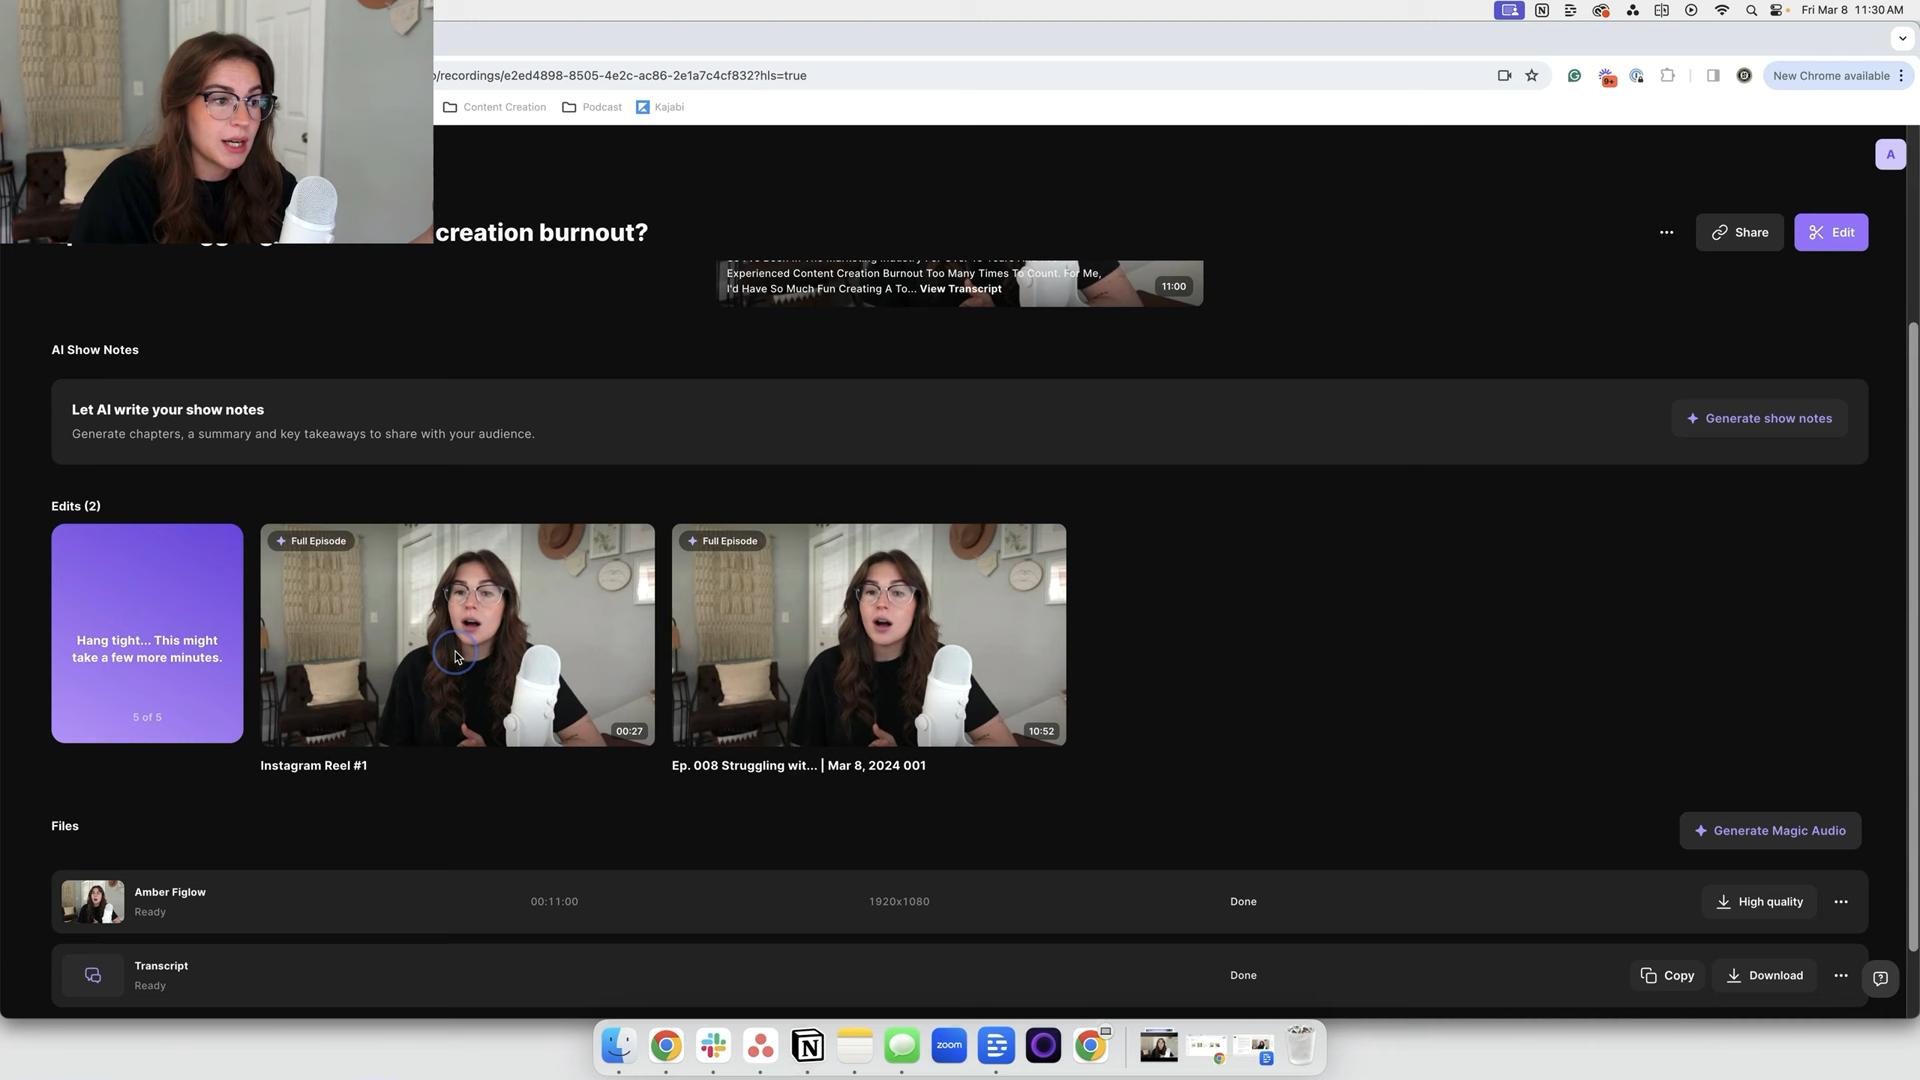 Fri Mar 8 11:30 AM
/recordings/e2ed4898-8505-4e2c-ac86-2e1a7c4cf832?hls=true
9+
New Chrome available
Content Creation
Podcast
Kajabi
A
creation burnout?
Share
Edit
Experienced Content Creation Burnout Too Many Times To Count. For Me,
I'd Have So Much Fun Creating A To... View Transcript
11:00
AI Show Notes
Let AI write your show notes
Generate chapters, a summary and key takeaways to share with your audience.
Generate show notes
Edits (2)
Hang tight... This might
take a few more minutes.
5 of 5
Full Episode
00:27
Instagram Reel #1
Full Episode
10:52
Ep. 008 Struggling wit... | Mar 8, 2024 001
Files
Generate Magic Audio
Amber Figlow
Ready
00:11:00
1920x1080
Done
High quality
Transcript
Ready
Done
Copy
Download
zoom